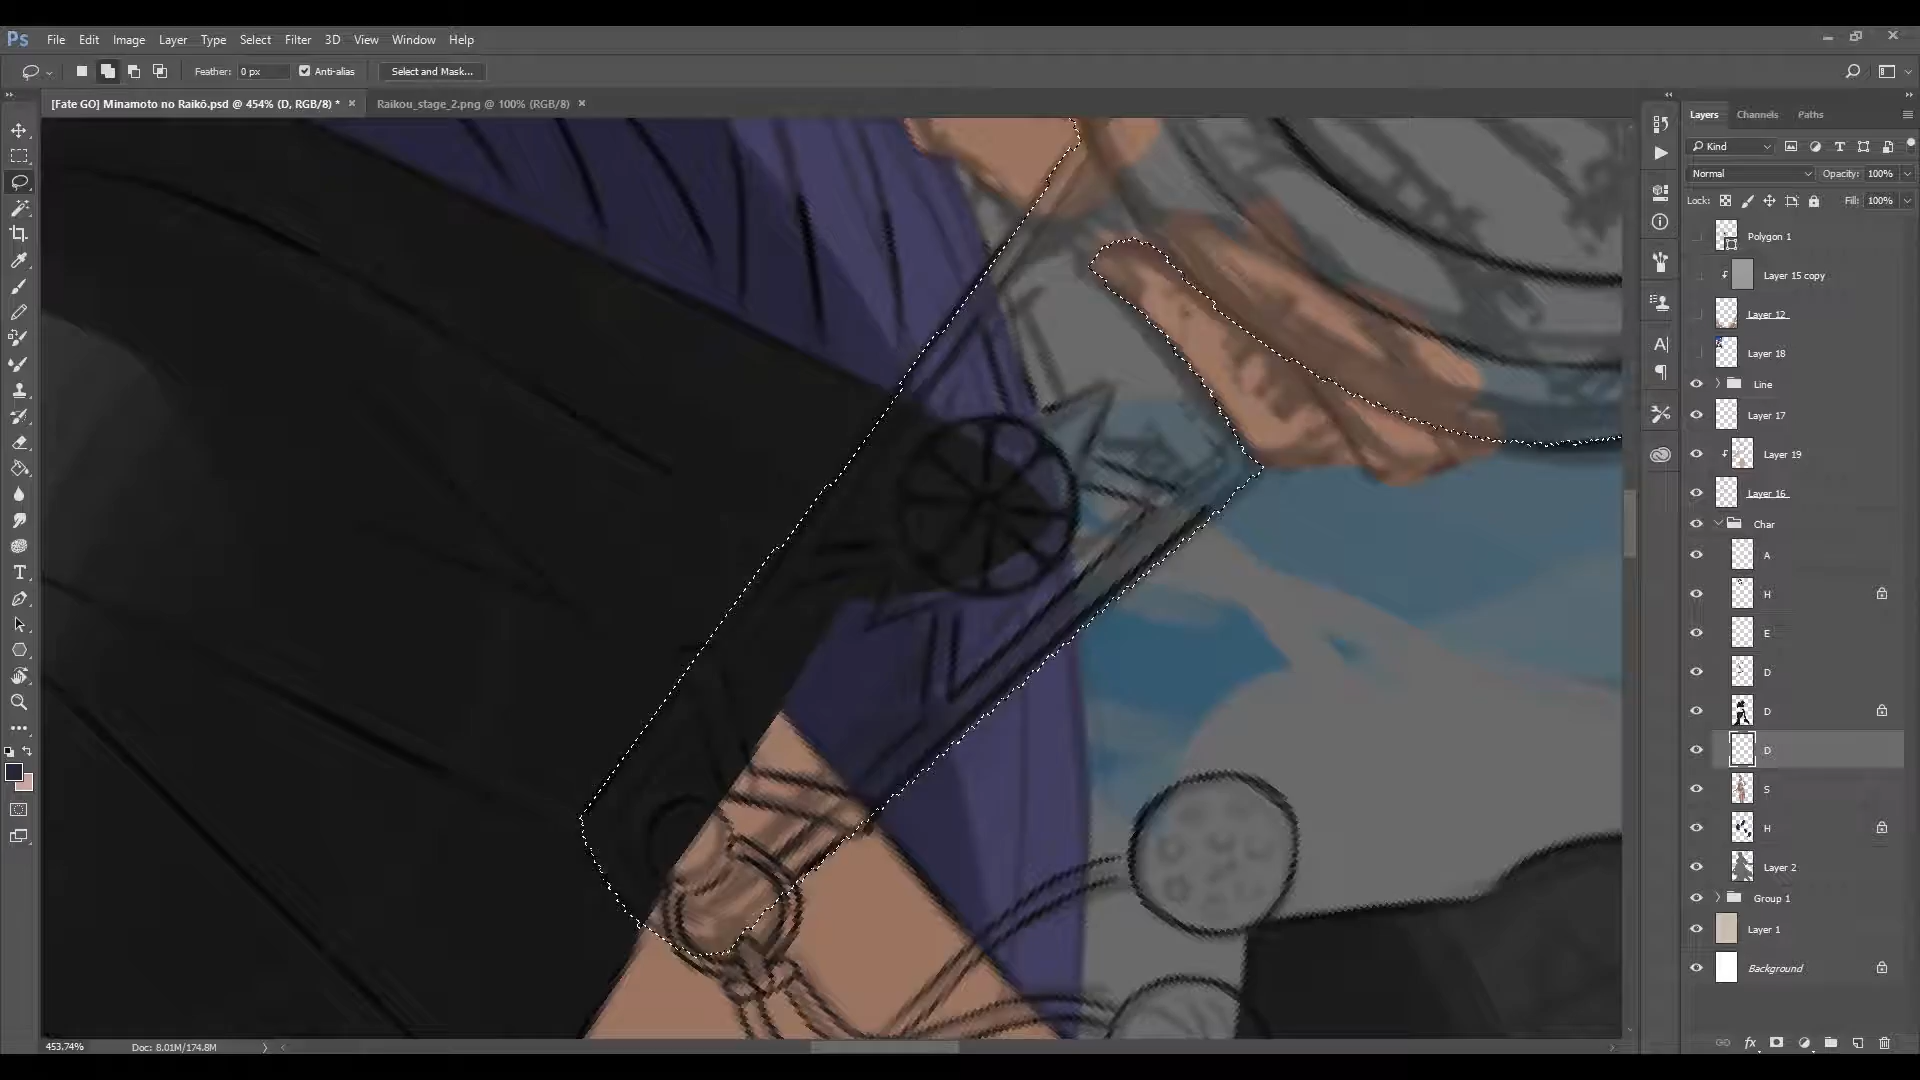 Ps File Edit Image Layer Type Select Filter 3D View Window Help
Feather: 0 px Anti-alias Select and Mask...
[Fate GO] Minamoto no Raikō.psd @ 454% (D, RGB/8) * × Raikou_stage_2.png @ 100% (RGB/8) ×
Layers Channels Paths
Kind
Normal Opacity: 100%
Lock: Fill: 100%
Polygon 1
Layer 15 copy
Layer 12
Layer 18
Line
Layer 17
Layer 19
Layer 16
Char
A
H
E
D
D
D
S
H
Layer 2
Group 1
Layer 1
Background
453.74% Doc: 8.01M/174.8M